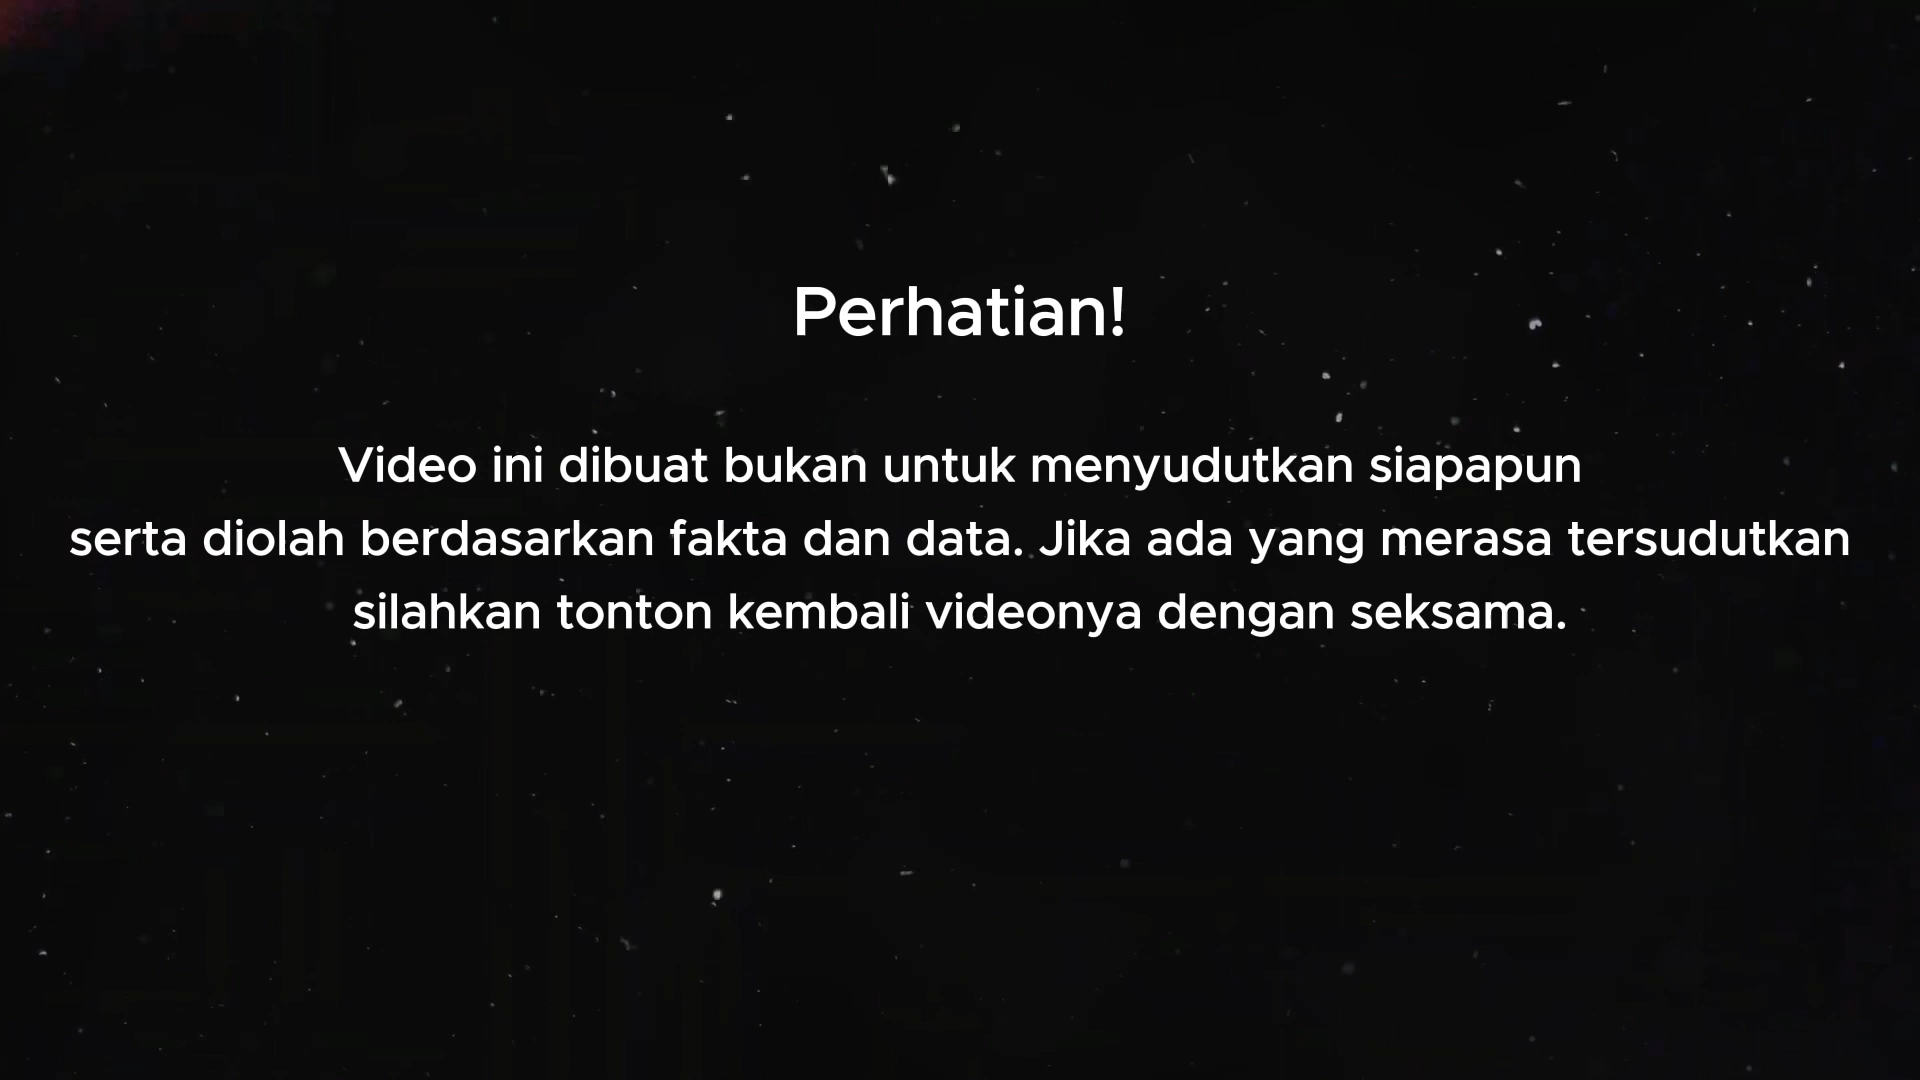 Perhatian!
Video ini dibuat bukan untuk menyudutkan siapapun
serta diolah berdasarkan fakta dan data. Jika ada yang merasa tersudutkan
silahkan tonton kembali videonya dengan seksama.